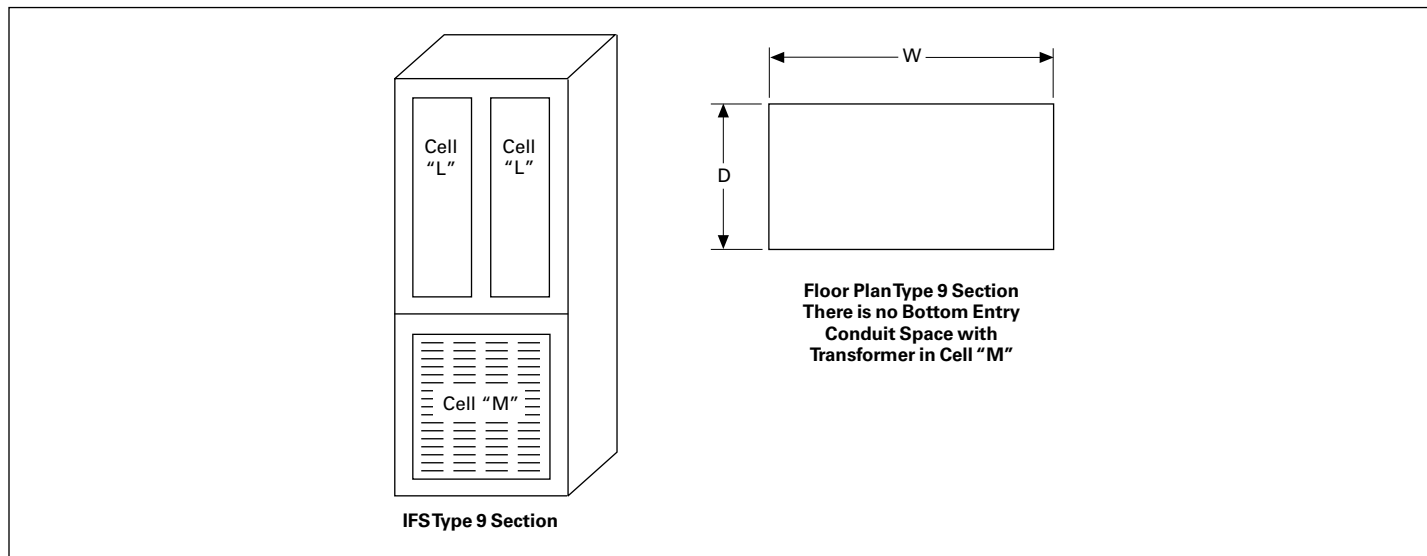 Cell
“L”
Cell
“L”
Cell “M”
IFS Type 9 Section
W
D
Floor Plan Type 9 Section
There is no Bottom Entry
Conduit Space with
Transformer in Cell “M”